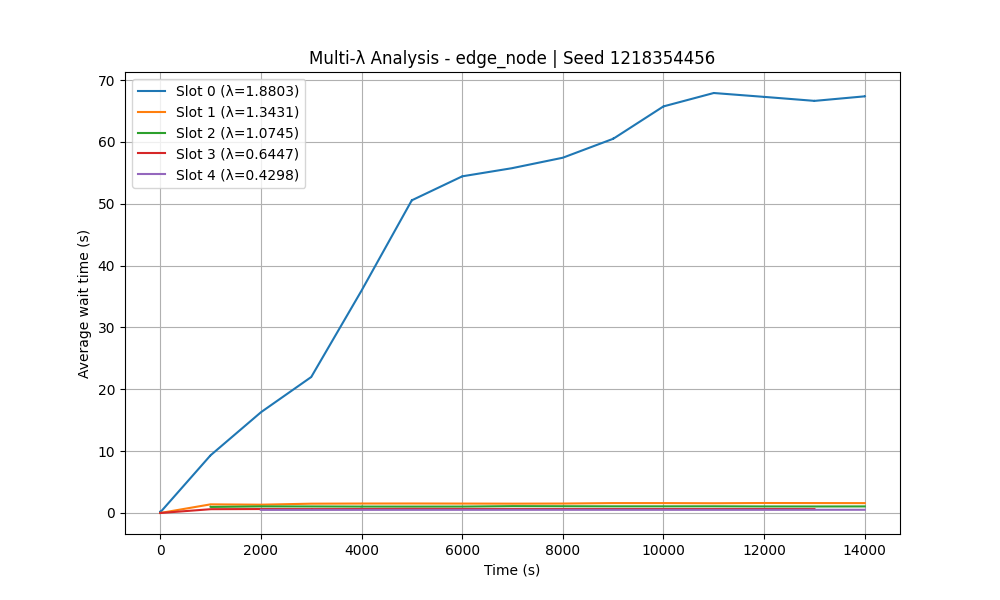 Multi-λ Analysis - edge_node | Seed 1218354456
Slot 0 (λ=1.8803)
Slot 1 (λ=1.3431)
Slot 2 (λ=1.0745)
Slot 3 (λ=0.6447)
Slot 4 (λ=0.4298)
Average wait time (s)
70
60
50
40
30
20
10
0
0 2000 4000 6000 8000 10000 12000 14000
Time (s)